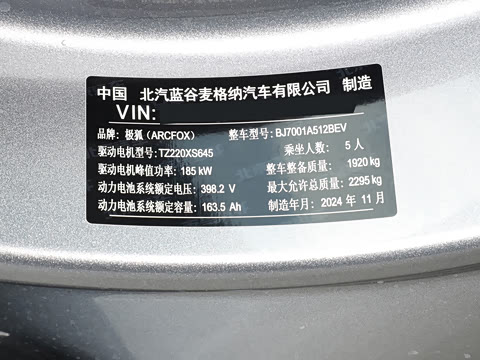 中国 北汽蓝谷麦格纳汽车有限公司 制造
VIN:
品牌: 极狐(ARCFOX) 整车型号: BJ7001A512BEV
驱动电机型号: TZ220XS645 乘坐人数: 5 人
驱动电机峰值功率: 185 kW 整车整备质量: 1920 kg
动力电池系统额定电压: 398.2 V 最大允许总质量: 2295 kg
动力电池系统额定容量: 163.5 Ah 制造年月: 2024 年 11 月